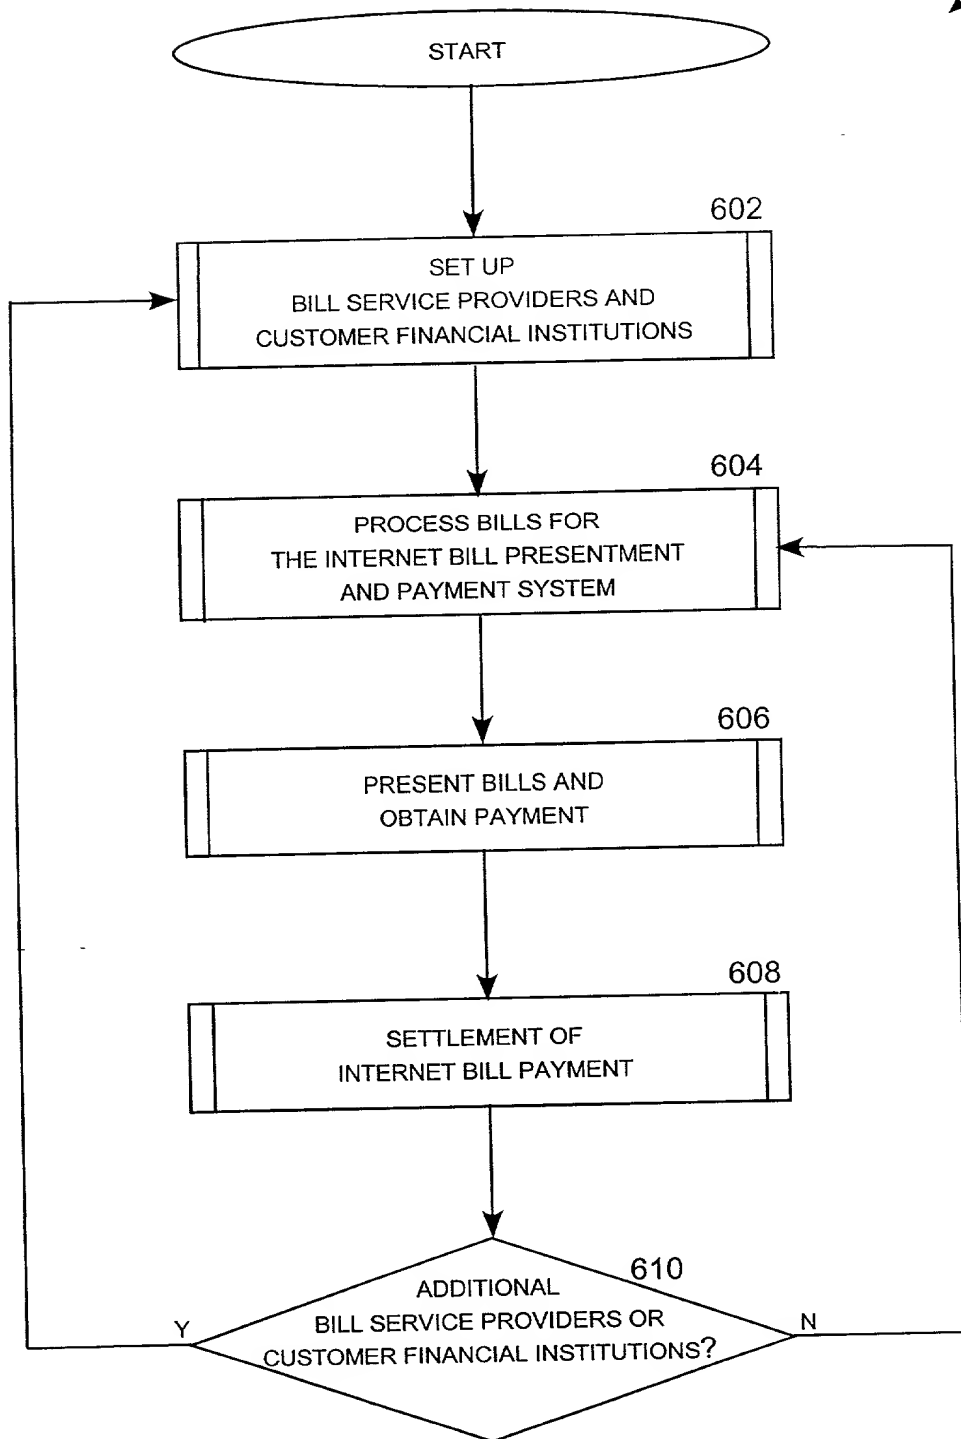 START
602
SET UP
BILL SERVICE PROVIDERS AND
CUSTOMER FINANCIAL INSTITUTIONS
604
PROCESS BILLS FOR
THE INTERNET BILL PRESENTMENT
AND PAYMENT SYSTEM
606
PRESENT BILLS AND
OBTAIN PAYMENT
608
SETTLEMENT OF
INTERNET BILL PAYMENT
610
ADDITIONAL
BILL SERVICE PROVIDERS OR
CUSTOMER FINANCIAL INSTITUTIONS?
Y
N